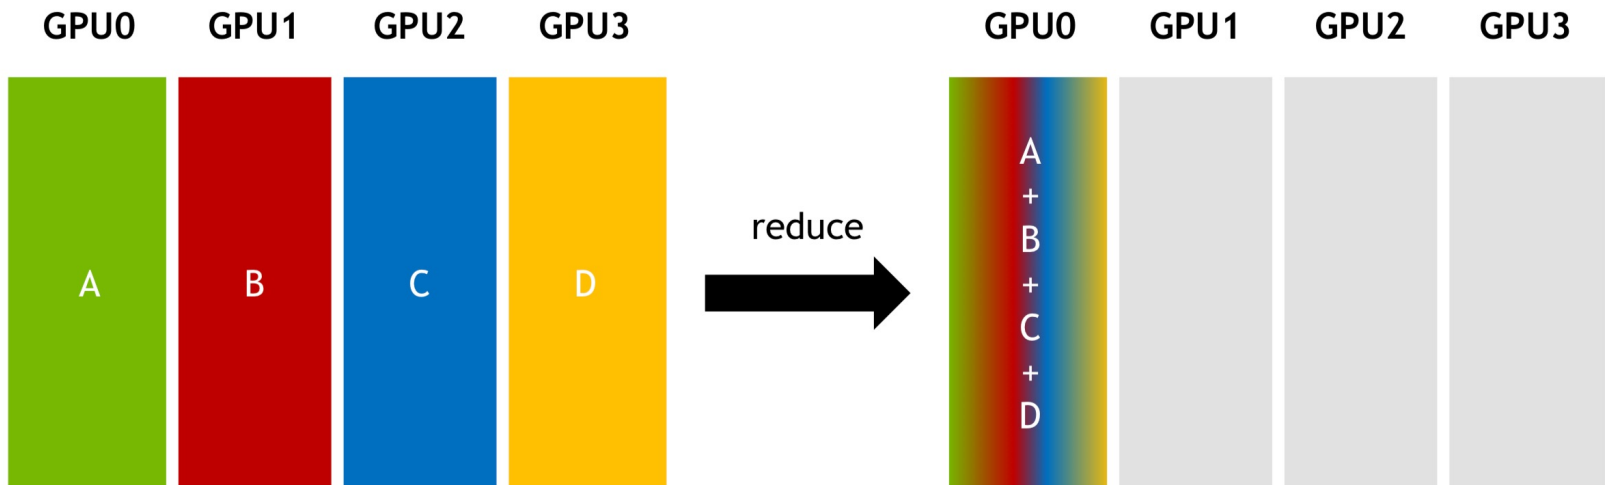 GPU0 GPU1 GPU2 GPU3
GPU0 GPU1 GPU2 GPU3
A B C D
reduce
A
+
B
+
C
+
D